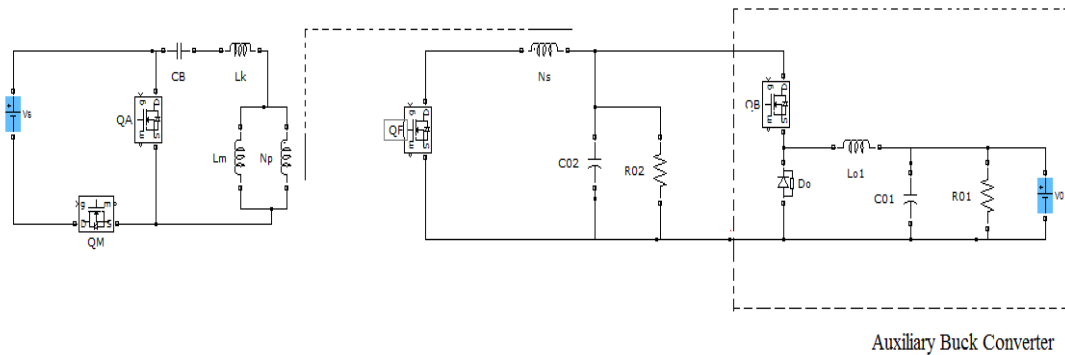 CB
Lk
Ns
Vs
QA
QF
QB
Lm
Np
C02
R02
Do
Lo1
C01
R01
V0
QM
Auxiliary Buck Converter